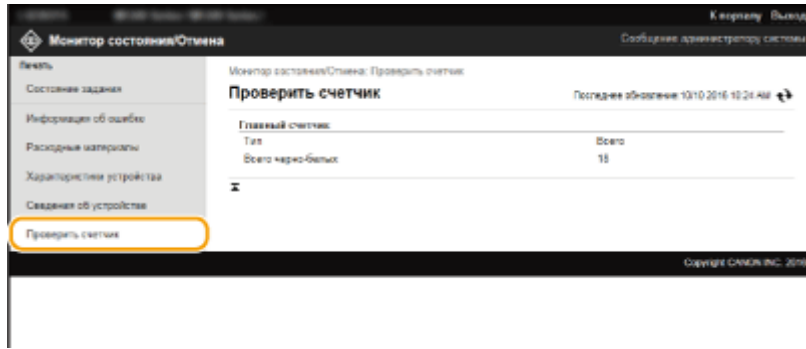 К порталу Выход
Монитор состояния/Отмена
Сообщение администратору системы
Печать
Состояние задания
Информация об ошибке
Расходные материалы
Характеристики устройства
Сведения об устройстве
Проверить счетчик
Монитор состояния/Отмена: Проверить счетчик
Проверить счетчик
Последнее обновление: 10/10 2016 10:24 AM
Главный счетчик
Тип Всего
Всего черно-белых 18
Copyright CANON INC. 2016